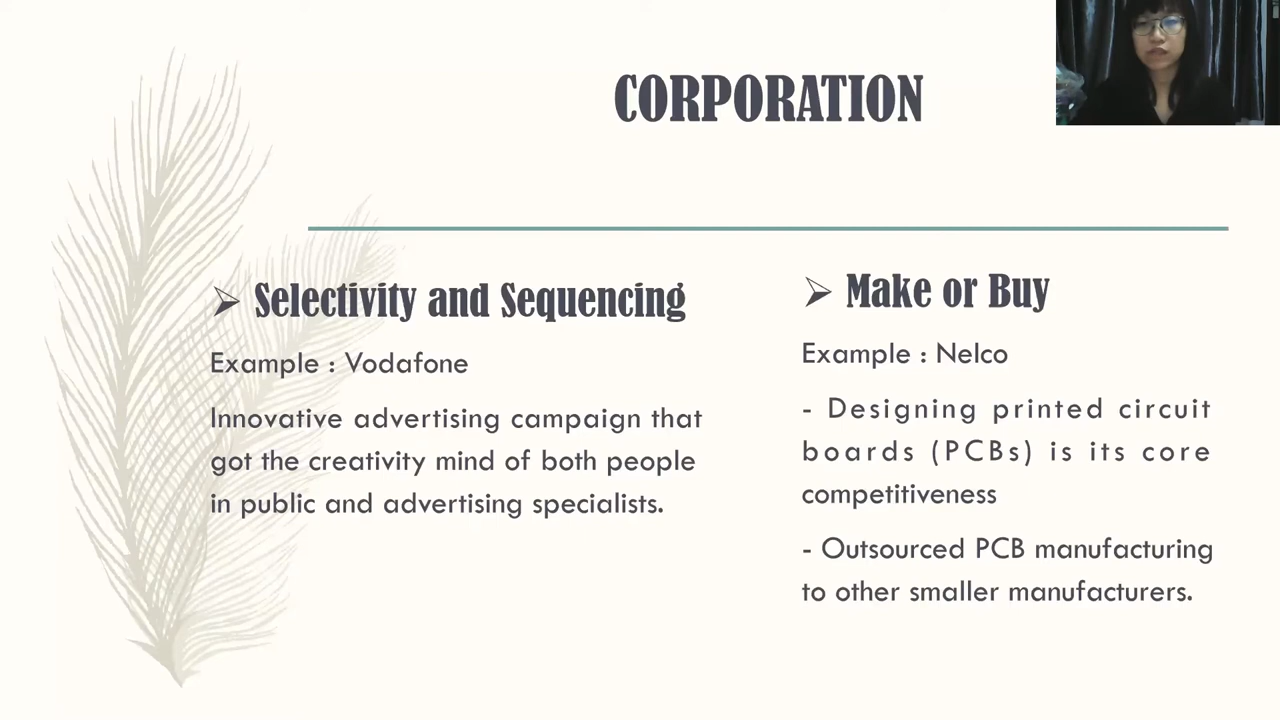 CORPORATION
➢ Selectivity and Sequencing
Example : Vodafone
Innovative advertising campaign that
got the creativity mind of both people
in public and advertising specialists.
➢ Make or Buy
Example : Nelco
- Designing printed circuit
boards (PCBs) is its core
competitiveness
- Outsourced PCB manufacturing
to other smaller manufacturers.